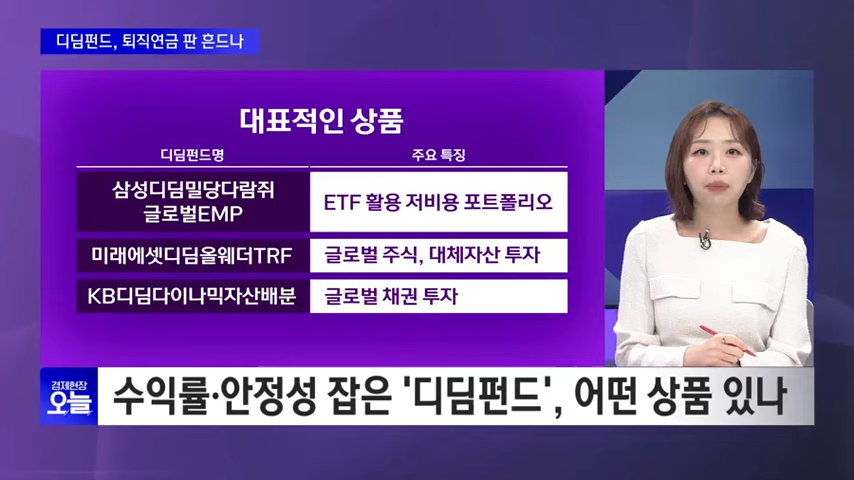 디딤펀드, 퇴직연금 판 흔드나
대표적인 상품
디딤펀드명
주요 특징
삼성디딤밀당다람쥐
글로벌EMP
ETF 활용 저비용 포트폴리오
미래에셋디딤올웨더TRF
글로벌 주식, 대체자산 투자
KB디딤다이나믹자산배분
글로벌 채권 투자
경제현장
오늘
수익률·안정성 잡은 '디딤펀드', 어떤 상품 있나